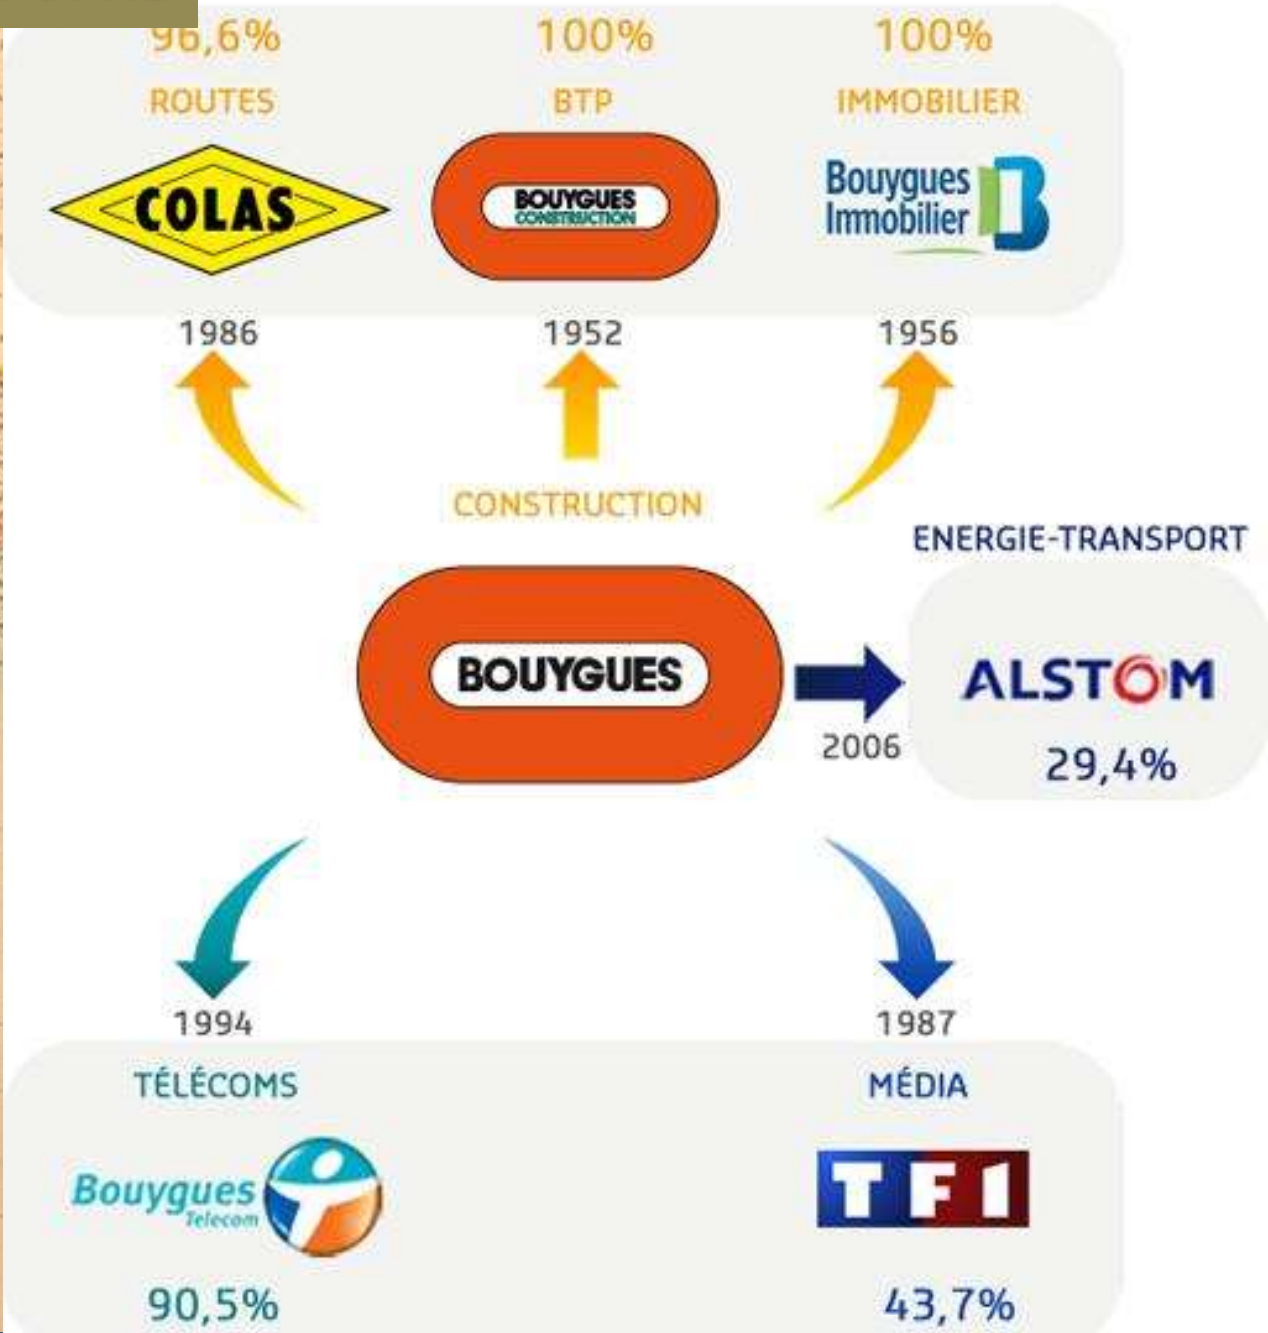 96,6%
100%
100%
ROUTES
BTP
IMMOBILIER
COLAS
BOUYGUES
CONSTRUCTION
Bouygues
Immobilier
1986
1952
1956
CONSTRUCTION
ENERGIE-TRANSPORT
BOUYGUES
ALSTOM
2006
29,4%
1994
1987
TÉLÉCOMS
MÉDIA
Bouygues
Telecom
TF1
90,5%
43,7%